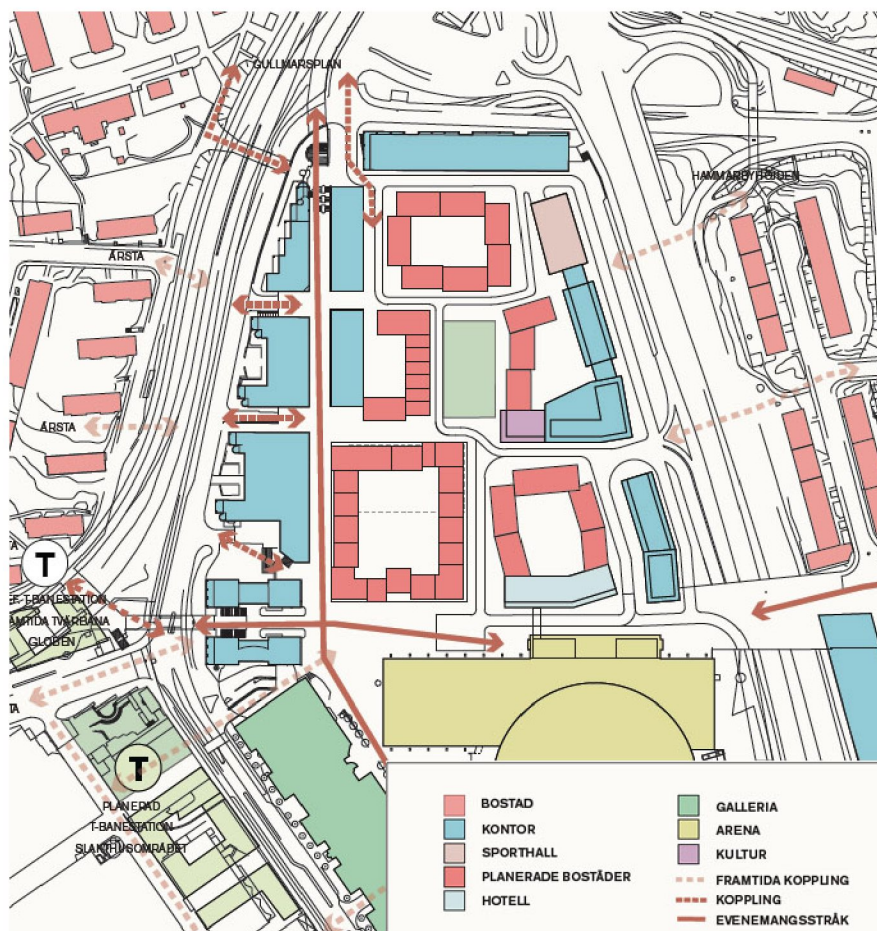 GULLMARSPLAN
HAMMARBYHÖJDEN
ÅRSTA
ÅRSTA
T
T-BANESTATION
TVÄRBANA
GLOBEN
T
PLANERAD
T-BANESTATION
SLAKTHUSOMRÅDET
BOSTAD
KONTOR
SPORTHALL
PLANERADE BOSTÄDER
HOTELL
GALLERIA
ARENA
KULTUR
FRAMTIDA KOPPLING
KOPPLING
EVENEMANGSSTRÅK